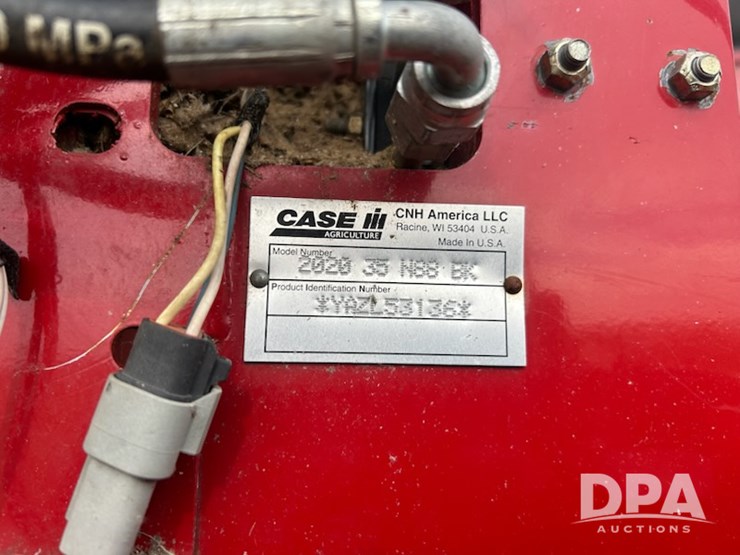 MPa
CASE IH
AGRICULTURE
CNH America LLC
Racine, WI 53404 U.S.A.
Made In U.S.A.
Model Number
2020 35 N88 BK
Product Identification Number
*YAZL53136*
DPA
AUCTIONS